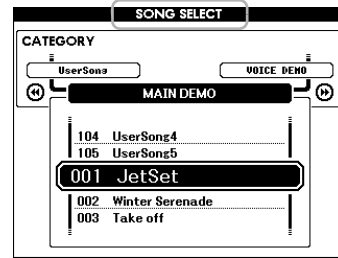 SONG SELECT
CATEGORY
UserSong VOICE DEMO
MAIN DEMO
104 UserSong4
105 UserSong5
001 JetSet
002 Winter Serenade
003 Take off